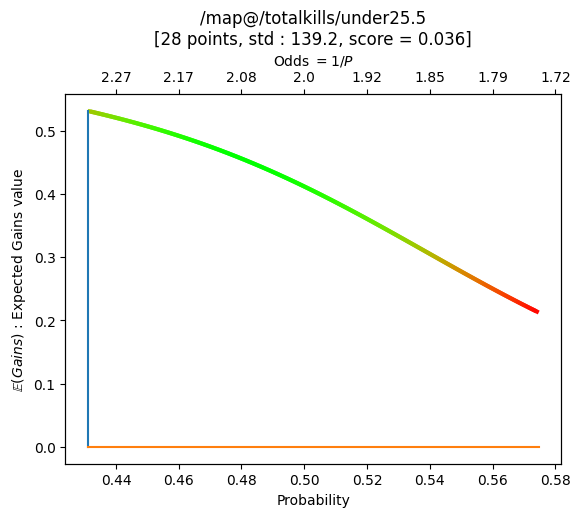 /map@/totalkills/under25.5
[28 points, std : 139.2, score = 0.036]
Odds = 1/P
2.27 2.17 2.08 2.0 1.92 1.85 1.79 1.72
0.5
0.4
0.3
0.2
0.1
0.0
𝔼(Gains) : Expected Gains value
0.44 0.46 0.48 0.50 0.52 0.54 0.56 0.58
Probability